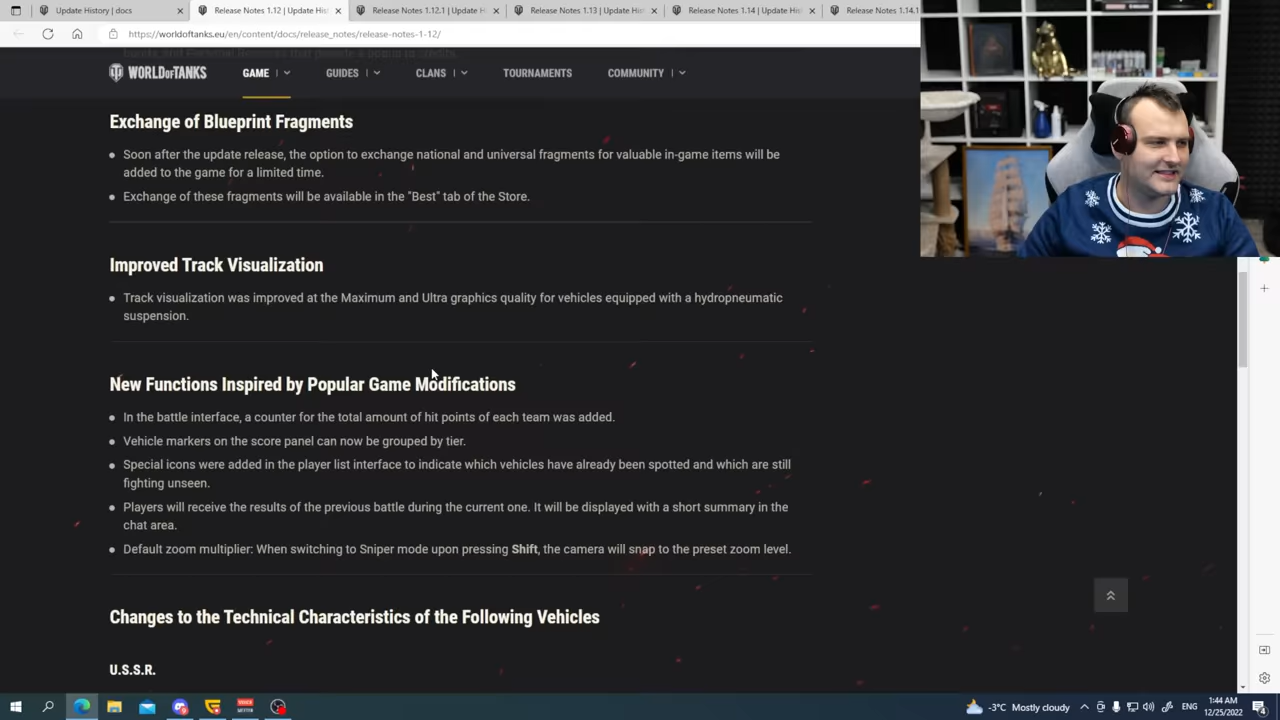 Update History | docs
Release Notes 1.12 | Update Hist
Release Notes 1.12.1 | Update H
Release Notes 1.13 | Update Hist
Release Notes 1.14 | Update Hist
Release Notes 1.14.1
https://worldoftanks.eu/en/content/docs/release_notes/release-notes-1-12/
WORLD OF TANKS
GAME
GUIDES
CLANS
TOURNAMENTS
COMMUNITY
Exchange of Blueprint Fragments
Soon after the update release, the option to exchange national and universal fragments for valuable in-game items will be
added to the game for a limited time.
Exchange of these fragments will be available in the "Best" tab of the Store.
Improved Track Visualization
Track visualization was improved at the Maximum and Ultra graphics quality for vehicles equipped with a hydropneumatic
suspension.
New Functions Inspired by Popular Game Modifications
In the battle interface, a counter for the total amount of hit points of each team was added.
Vehicle markers on the score panel can now be grouped by tier.
Special icons were added in the player list interface to indicate which vehicles have already been spotted and which are still
fighting unseen.
Players will receive the results of the previous battle during the current one. It will be displayed with a short summary in the
chat area.
Default zoom multiplier: When switching to Sniper mode upon pressing Shift, the camera will snap to the preset zoom level.
Changes to the Technical Characteristics of the Following Vehicles
U.S.S.R.
-3°C Mostly cloudy
ENG
1:44 AM
12/25/2022
4